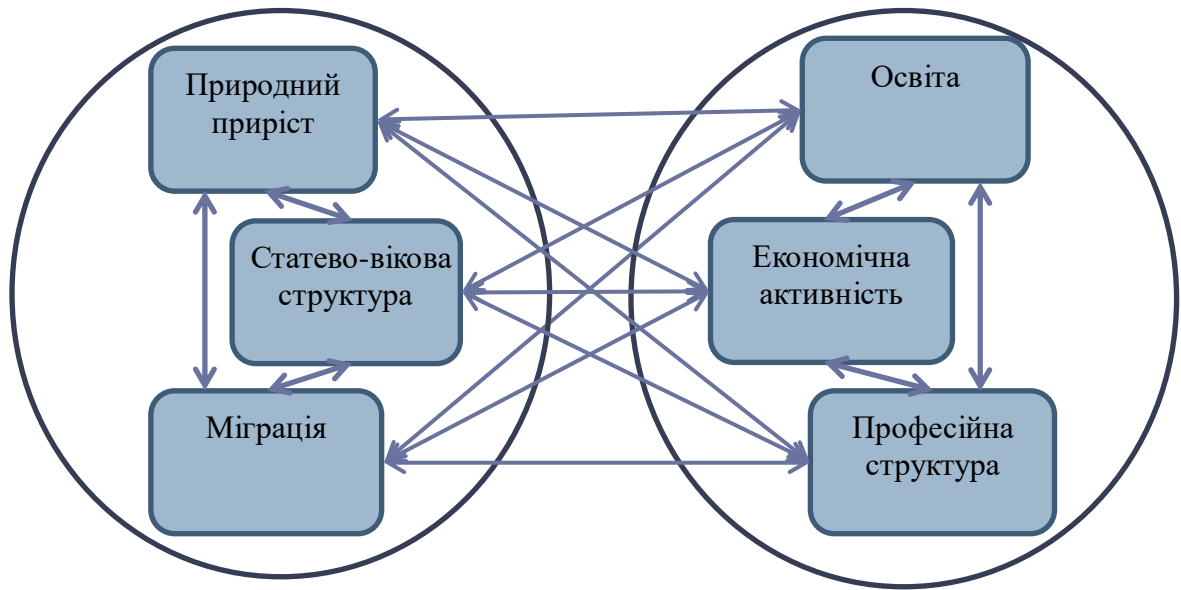 Природний
приріст
Статево-вікова
структура
Міграція
Освіта
Економічна
активність
Професійна
структура